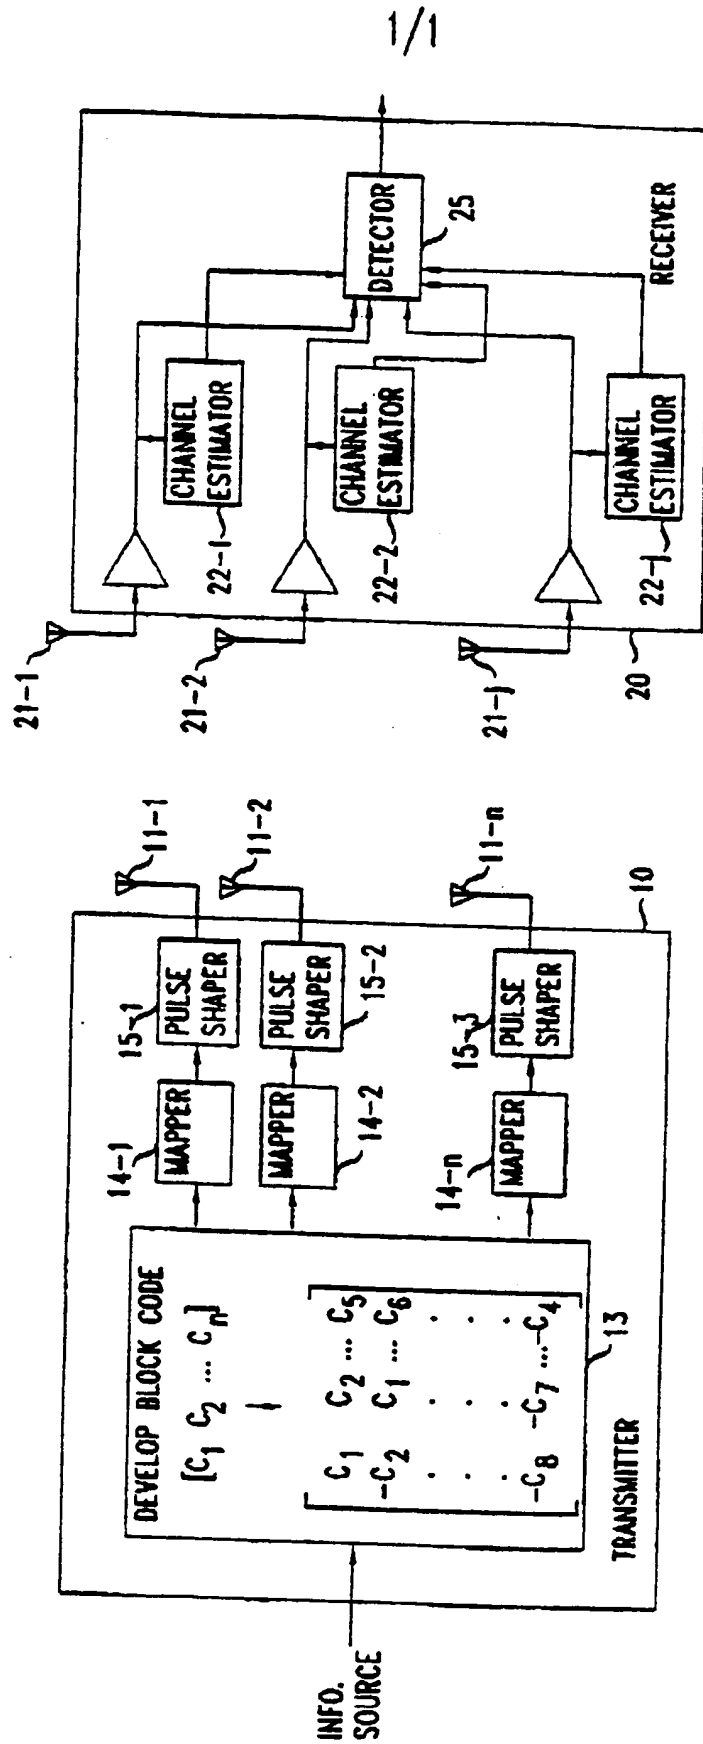 1/1
INFO.
SOURCE
DEVELOP BLOCK CODE
[C1 C2 ... Cn]
C1 C2 ... C5
-C2 C1 ... C6
. . .
. . .
. . .
-C8 -C7 ... -C4
13
TRANSMITTER
14-1
MAPPER
15-1
PULSE
SHAPER
11-1
MAPPER
14-2
PULSE
SHAPER
15-2
11-2
14-n
MAPPER
15-3
PULSE
SHAPER
11-n
10
21-1
CHANNEL
ESTIMATOR
22-1
21-2
CHANNEL
ESTIMATOR
22-2
21-j
CHANNEL
ESTIMATOR
22-j
DETECTOR
25
RECEIVER
20